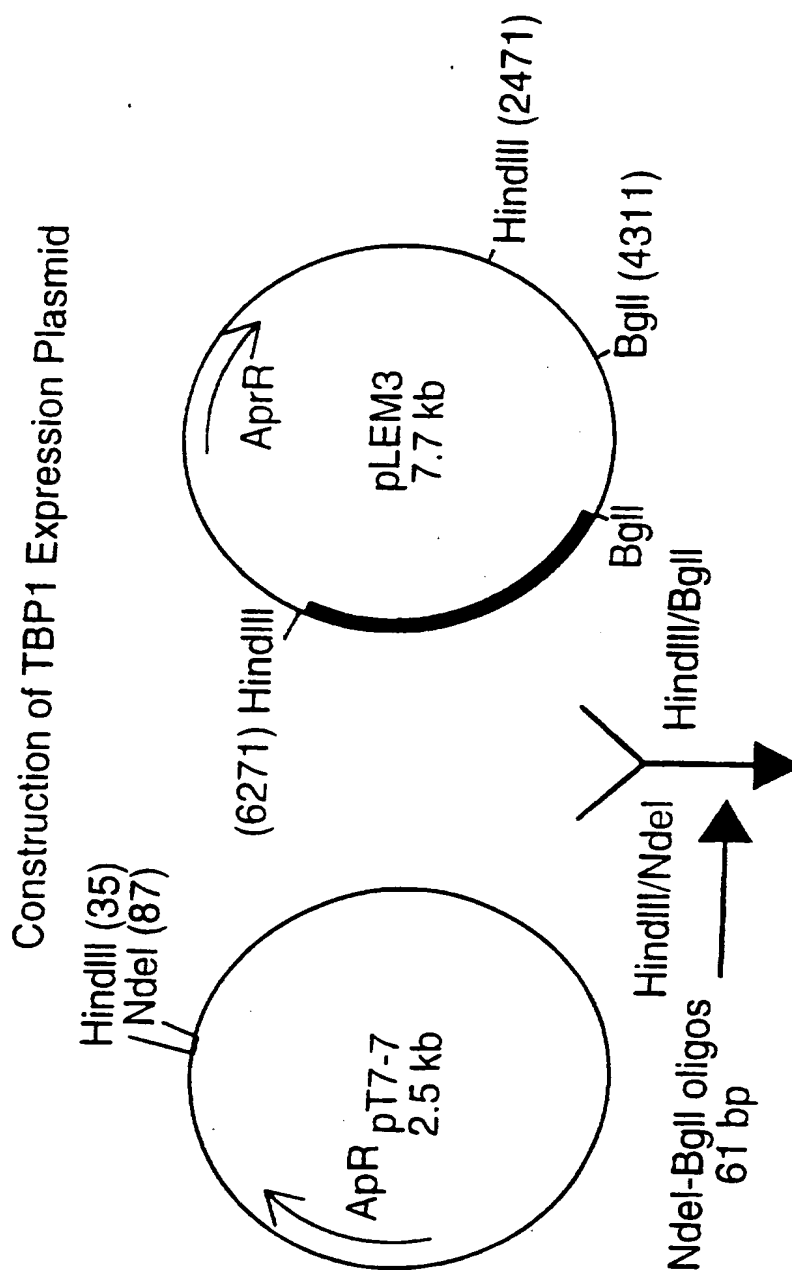 Construction of TBP1 Expression Plasmid
HindIII (35)
NdeI (87)
ApR
pT7-7
2.5 kb
(6271) HindIII
AprR
pLEM3
7.7 kb
HindIII (2471)
BglI (4311)
BglI
HindIII/NdeI
HindIII/BglI
NdeI-BglI oligos
61 bp